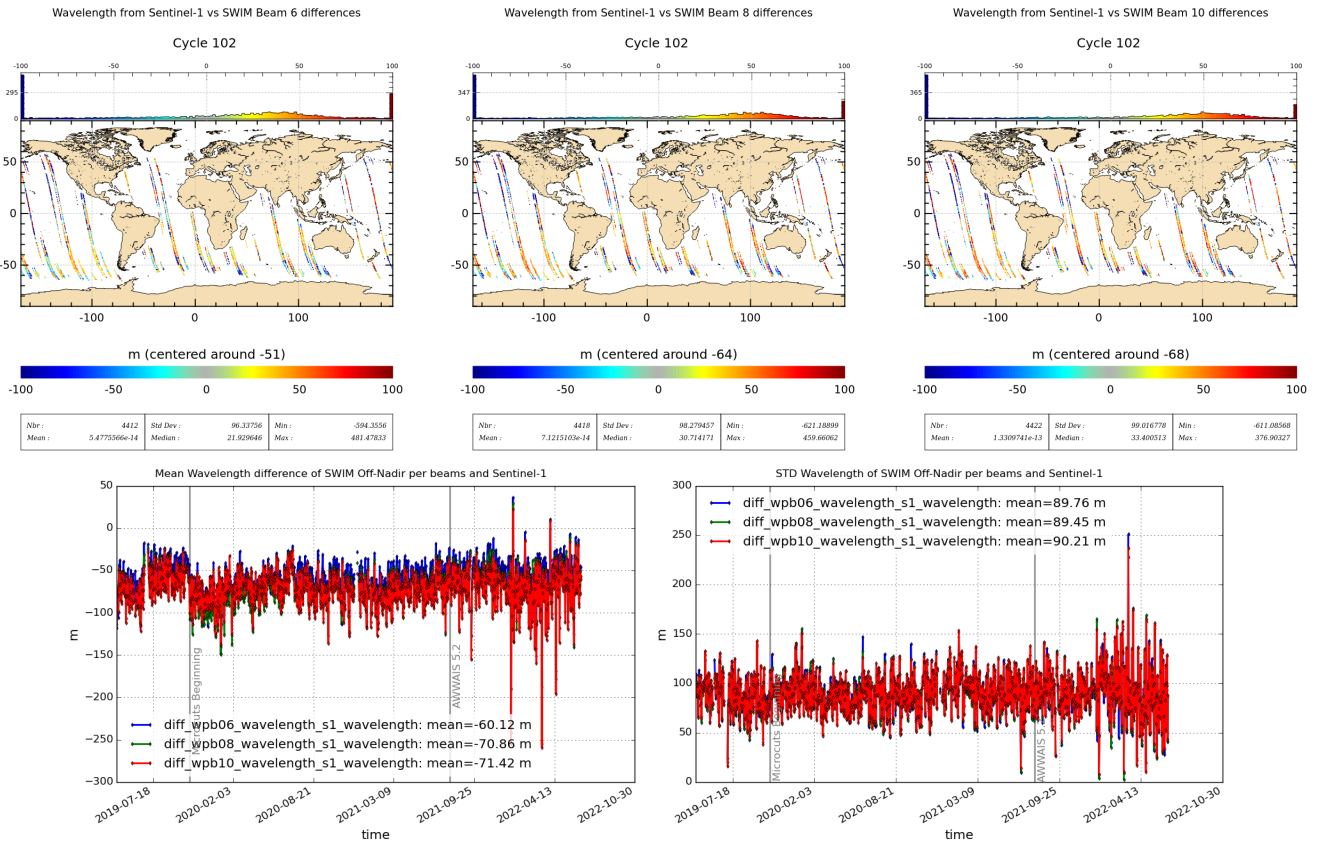 Wavelength from Sentinel-1 vs SWIM Beam 6 differences
Cycle 102
-100 -50 0 50 100
295
0
50
0
-50
-100 0 100
m (centered around -51)
-100 -50 0 50 100
Nbr : 4412 Std Dev : 96.33756 Min : -594.3556
Mean : 5.4775566e-14 Median : 21.929646 Max : 481.47833
Wavelength from Sentinel-1 vs SWIM Beam 8 differences
Cycle 102
-100 -50 0 50 100
347
0
50
0
-50
-100 0 100
m (centered around -64)
-100 -50 0 50 100
Nbr : 4418 Std Dev : 98.279457 Min : -621.18899
Mean : 7.1215103e-14 Median : 30.714171 Max : 459.66062
Wavelength from Sentinel-1 vs SWIM Beam 10 differences
Cycle 102
-100 -50 0 50 100
365
0
50
0
-50
-100 0 100
m (centered around -68)
-100 -50 0 50 100
Nbr : 4422 Std Dev : 99.016778 Min : -611.08568
Mean : 1.3309741e-13 Median : 33.400513 Max : 376.90327
Mean Wavelength difference of SWIM Off-Nadir per beams and Sentinel-1
50
0
−50
−100
−150
−200
−250
−300
m
Microcuts Beginning
AWWAIS 5.2
diff_wpb06_wavelength_s1_wavelength: mean=-60.12 m
diff_wpb08_wavelength_s1_wavelength: mean=-70.86 m
diff_wpb10_wavelength_s1_wavelength: mean=-71.42 m
2019-07-18 2020-02-03 2020-08-21 2021-03-09 2021-09-25 2022-04-13 2022-10-30
time
STD Wavelength of SWIM Off-Nadir per beams and Sentinel-1
300
250
200
150
100
50
0
m
diff_wpb06_wavelength_s1_wavelength: mean=89.76 m
diff_wpb08_wavelength_s1_wavelength: mean=89.45 m
diff_wpb10_wavelength_s1_wavelength: mean=90.21 m
Microcuts
AWWAIS
2019-07-18 2020-02-03 2020-08-21 2021-03-09 2021-09-25 2022-04-13 2022-10-30
time